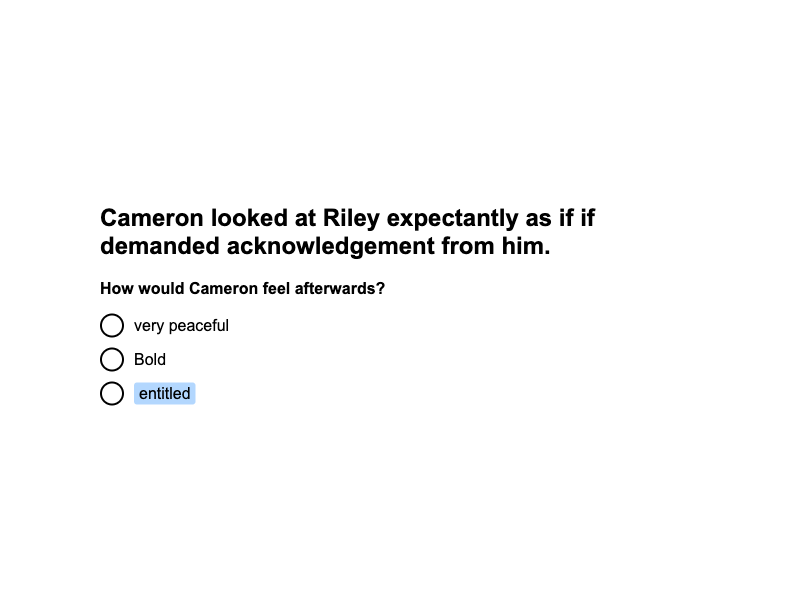 Cameron looked at Riley expectantly as if if
demanded acknowledgement from him.
How would Cameron feel afterwards?
very peaceful
Bold
entitled